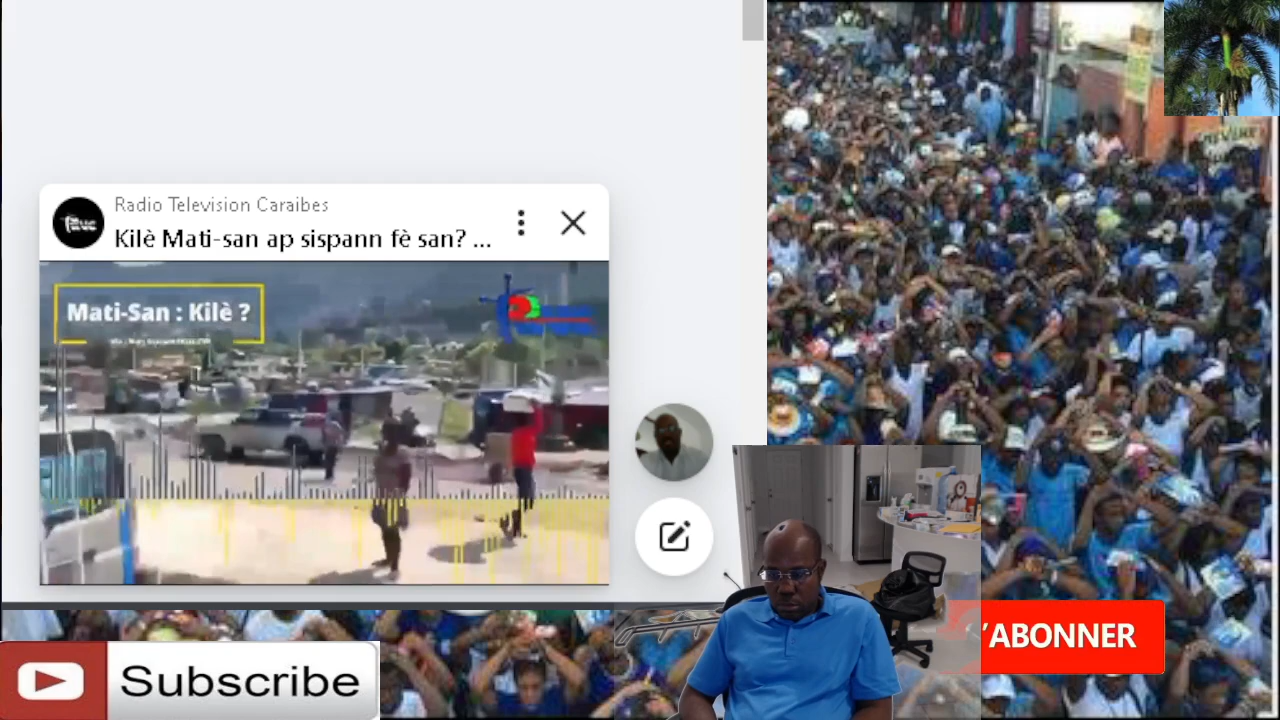 Radio Television Caraibes
Kilè Mati-san ap sispann fè san? ...
Mati-San : Kilè ?
Subscribe
'ABONNER